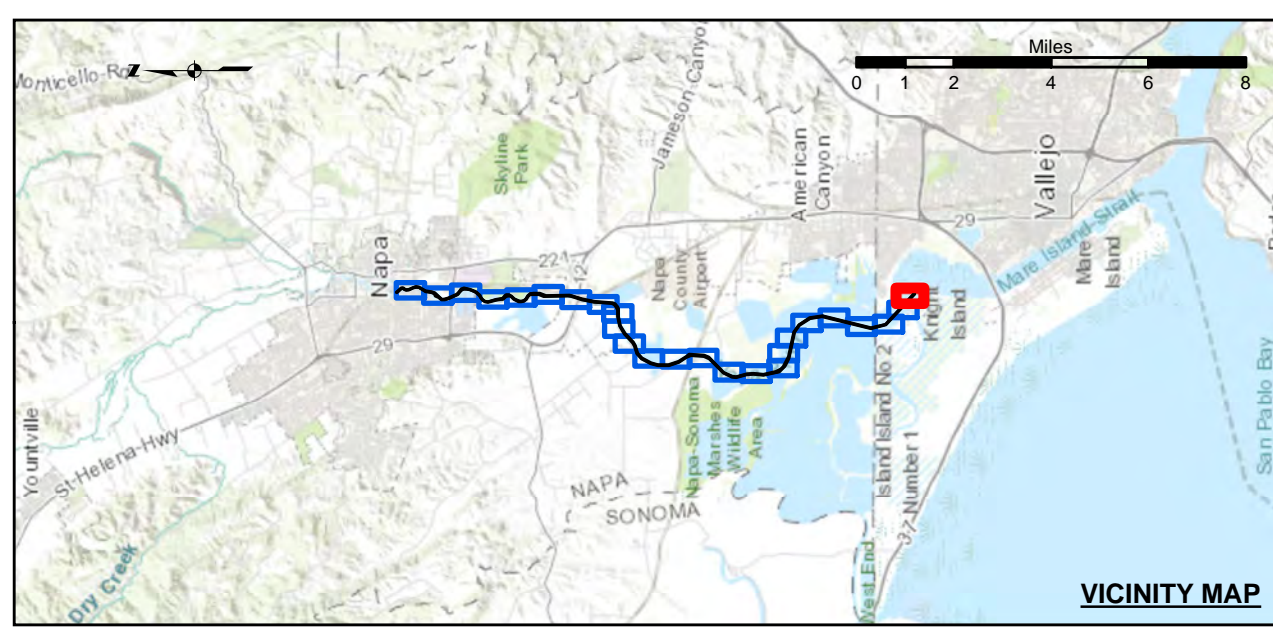 Miles
0 1 2 4 6 8
Monticello-Rd
Z
Jameson-Canyo
Skyline
Park
American
Canyon
Vallejo
29
Mare Island-Strait
Mare
Island
Napa
221
12
Napa
County
Airport
Knight
Island
29
Napa-Sonoma
Marshes
Wildlife
Area
Island Island No 2
37-Number 1
San Pablo Bay
Yountville
St-Helena-Hwy
NAPA
SONOMA
West End
Dry Creek
VICINITY MAP